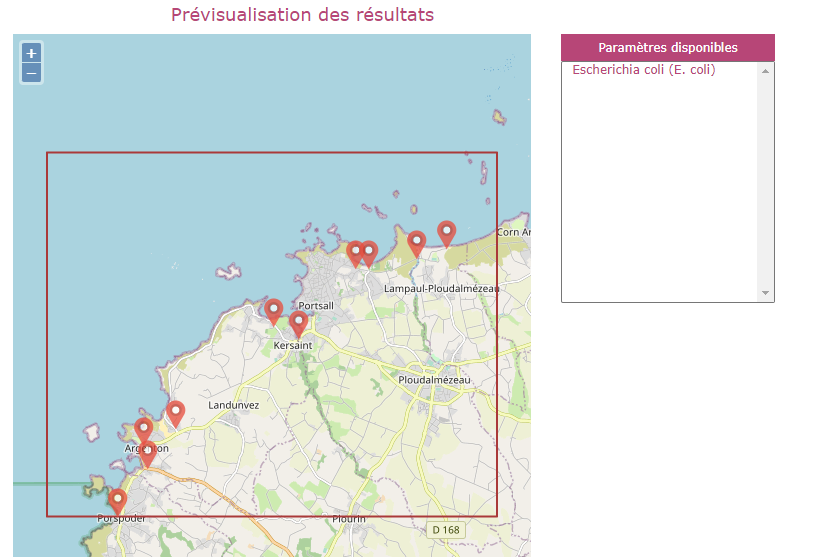 Prévisualisation des résultats
+
−
Paramètres disponibles
Escherichia coli (E. coli)
Corn Ar
Lampaul-Ploudalmézeau
Portsall
Kersaint
Ploudalmézeau
Landunvez
Argenton
Porspoder
Plourin
D 168